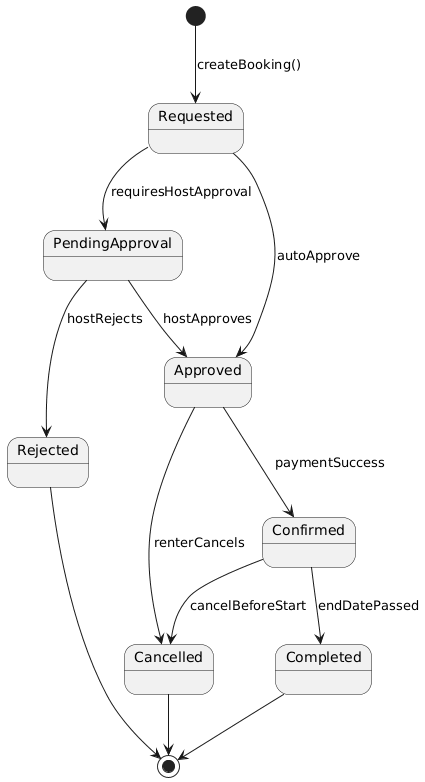 createBooking()
Requested
requiresHostApproval
PendingApproval
autoApprove
hostRejects
hostApproves
Approved
Rejected
paymentSuccess
Confirmed
renterCancels
cancelBeforeStart
endDatePassed
Cancelled
Completed